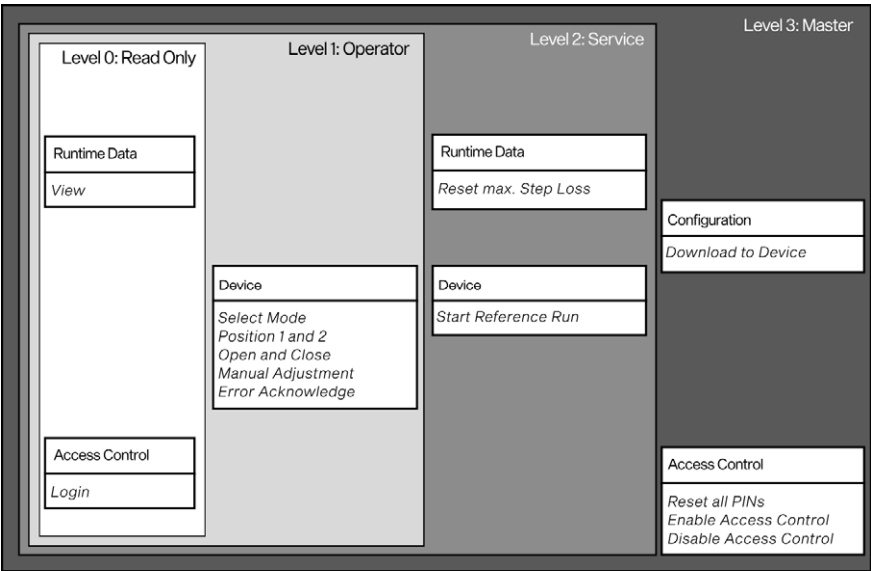 Level 0: Read Only
Runtime Data
View
Access Control
Login
Level 1: Operator
Device
Select Mode
Position 1 and 2
Open and Close
Manual Adjustment
Error Acknowledge
Level 2: Service
Runtime Data
Reset max. Step Loss
Device
Start Reference Run
Level 3: Master
Configuration
Download to Device
Access Control
Reset all PINs
Enable Access Control
Disable Access Control